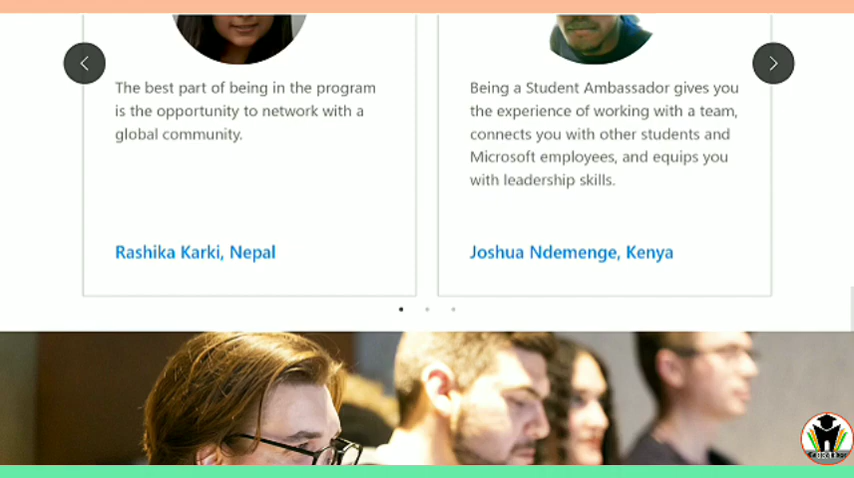 The best part of being in the program
is the opportunity to network with a
global community.
Rashika Karki, Nepal
Being a Student Ambassador gives you
the experience of working with a team,
connects you with other students and
Microsoft employees, and equips you
with leadership skills.
Joshua Ndemenge, Kenya